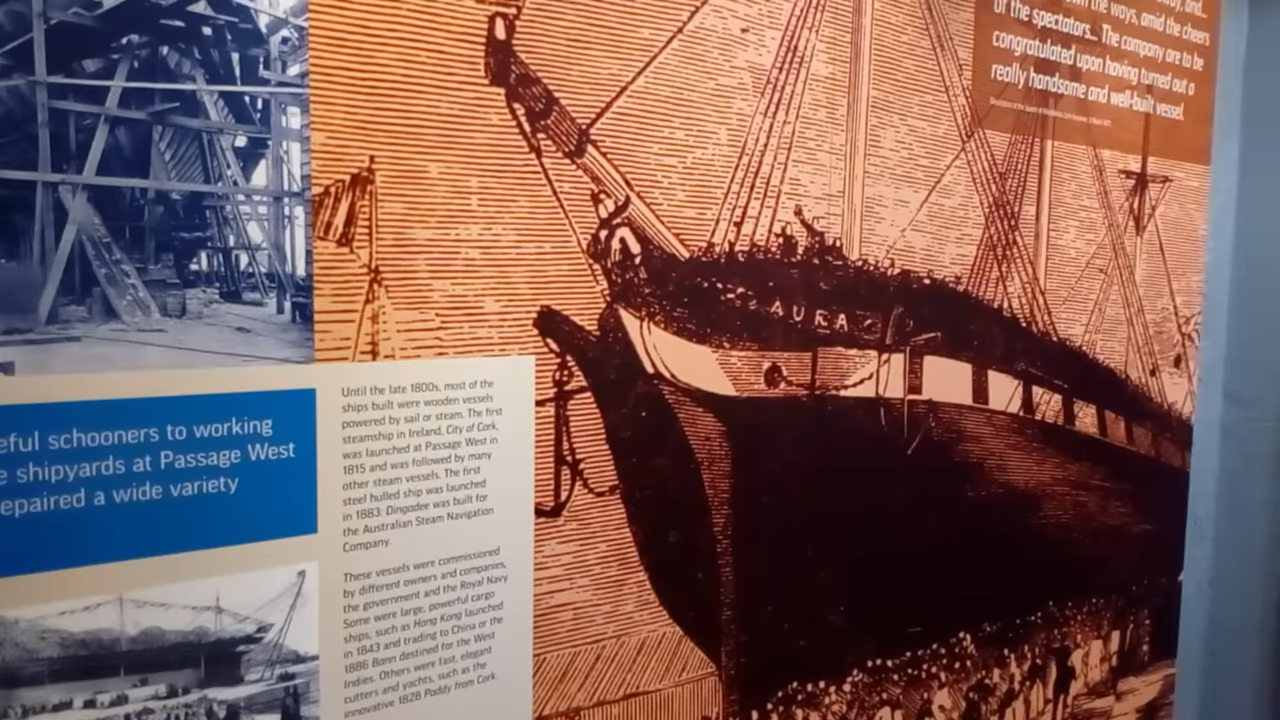 of the spectators... The company are to be
congratulated upon having turned out a
really handsome and well-built vessel.
AURA
eful schooners to working
e shipyards at Passage West
epaired a wide variety
Until the late 1800s, most of the
ships built were wooden vessels
powered by sail or steam. The first
steamship in Ireland, City of Cork,
was launched at Passage West in
1815 and was followed by many
other steam vessels. The first
steel hulled ship was launched
in 1883. Dingadee was built for
the Australian Steam Navigation
Company.
These vessels were commissioned
by different owners and companies,
the government and the Royal Navy.
Some were large, powerful cargo
ships, such as Hong Kong launched
in 1843 and trading to China or the
1886 Bann destined for the West
Indies. Others were fast, elegant
cutters and yachts, such as the
innovative 1828 Paddy from Cork.